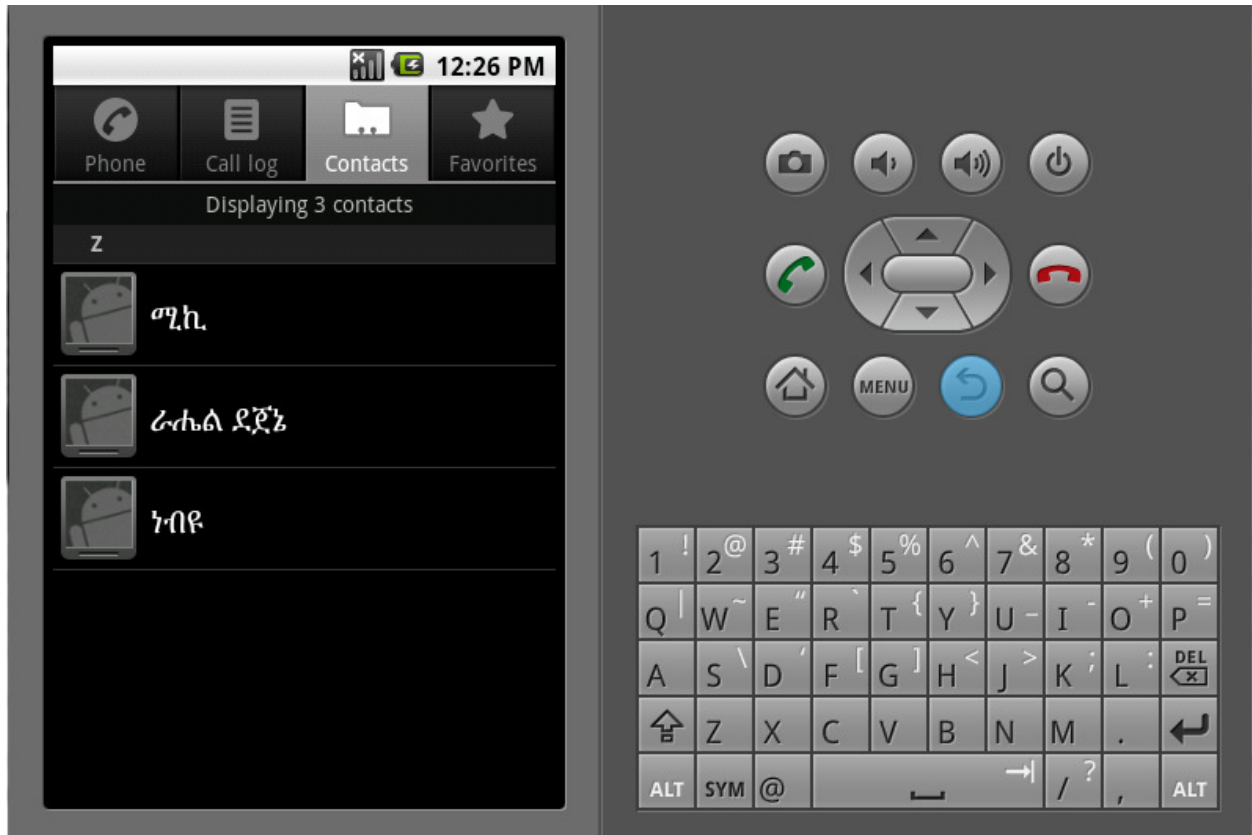 12:26 PM
Phone Call log Contacts Favorites
Displaying 3 contacts
Z
ሚኪ
ራሔል ደጀኔ
ነብዩ
MENU
1 ! 2 @ 3 # 4 $ 5 % 6 ^ 7 & 8 * 9 ( 0 )
Q | W ~ E " R ` T { Y } U _ I - O + P =
A S \ D ' F [ G ] H < J > K ; L : DEL
Z X C V B N M .
ALT SYM @ / ? , ALT